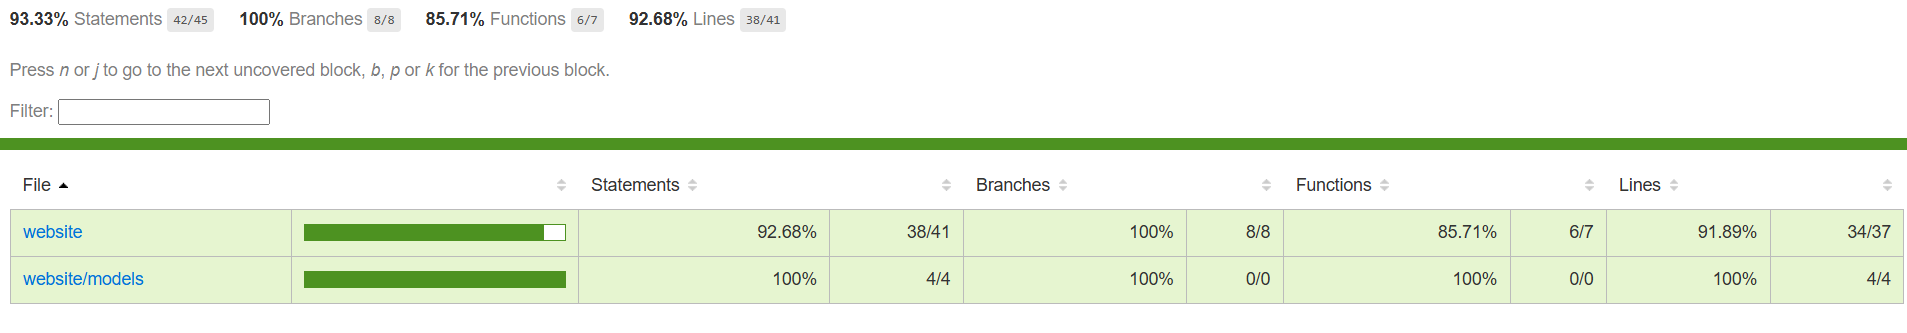 93.33% Statements 42/45 100% Branches 8/8 85.71% Functions 6/7 92.68% Lines 38/41
Press n or j to go to the next uncovered block, b, p or k for the previous block.
Filter:
File Statements Branches Functions Lines
website 92.68% 38/41 100% 8/8 85.71% 6/7 91.89% 34/37
website/models 100% 4/4 100% 0/0 100% 0/0 100% 4/4